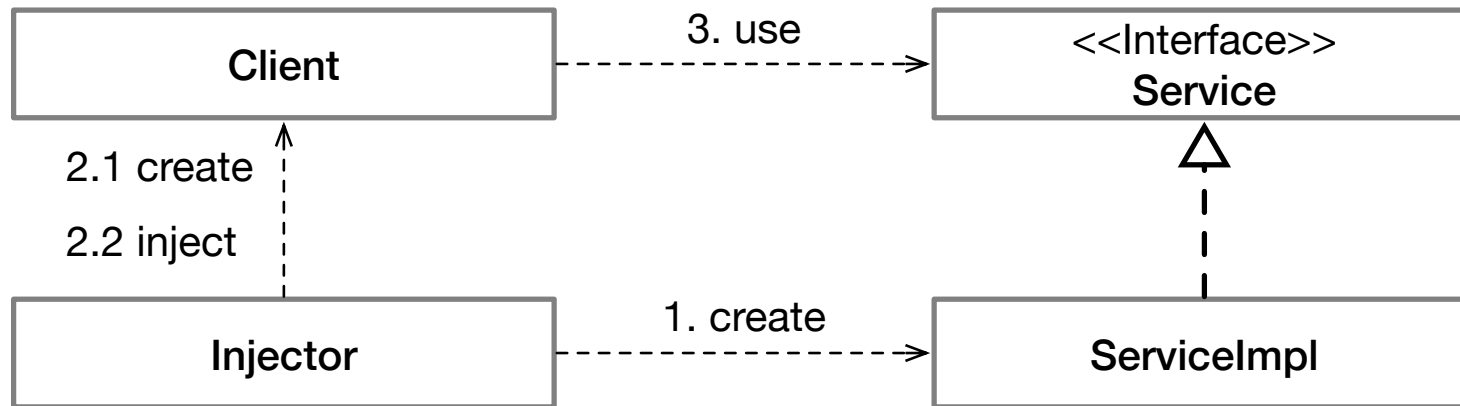 Client
3. use
<<Interface>>
Service
2.1 create
2.2 inject
Injector
1. create
ServiceImpl